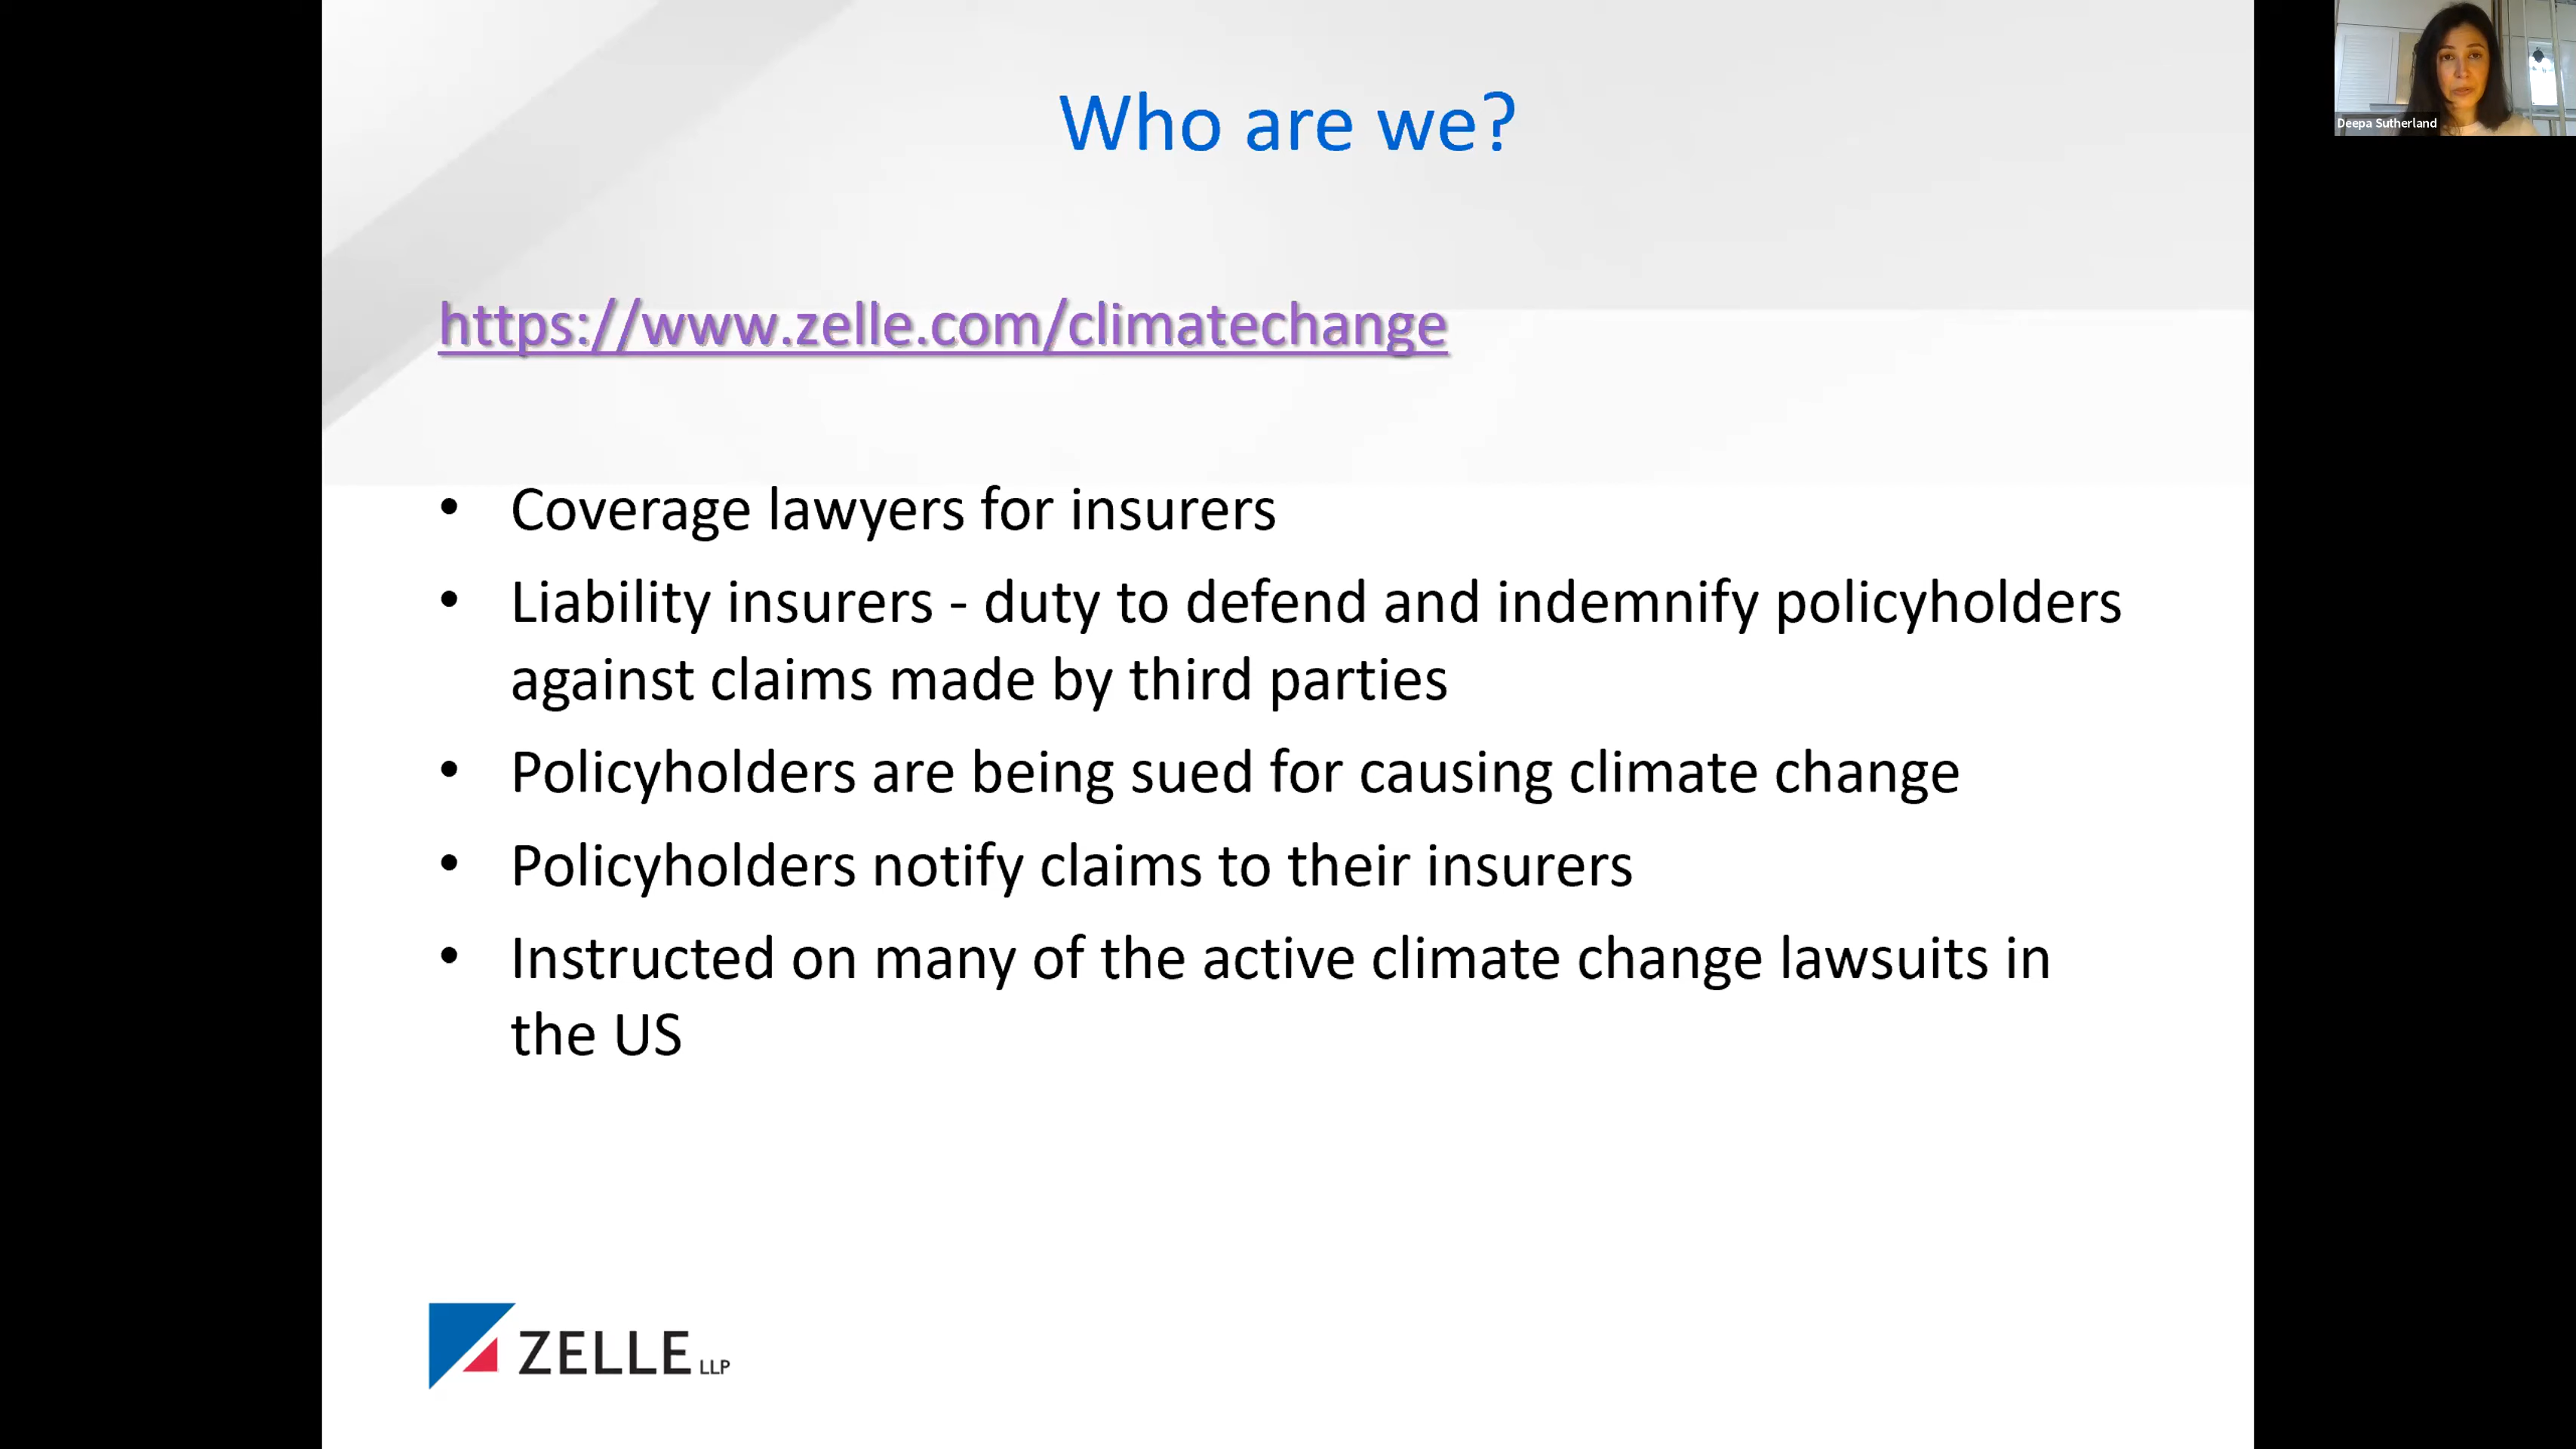 Who are we?
Deepa Sutherland
https://www.zelle.com/climatechange
• Coverage lawyers for insurers
• Liability insurers - duty to defend and indemnify policyholders
against claims made by third parties
• Policyholders are being sued for causing climate change
• Policyholders notify claims to their insurers
• Instructed on many of the active climate change lawsuits in
the US
ZELLE LLP